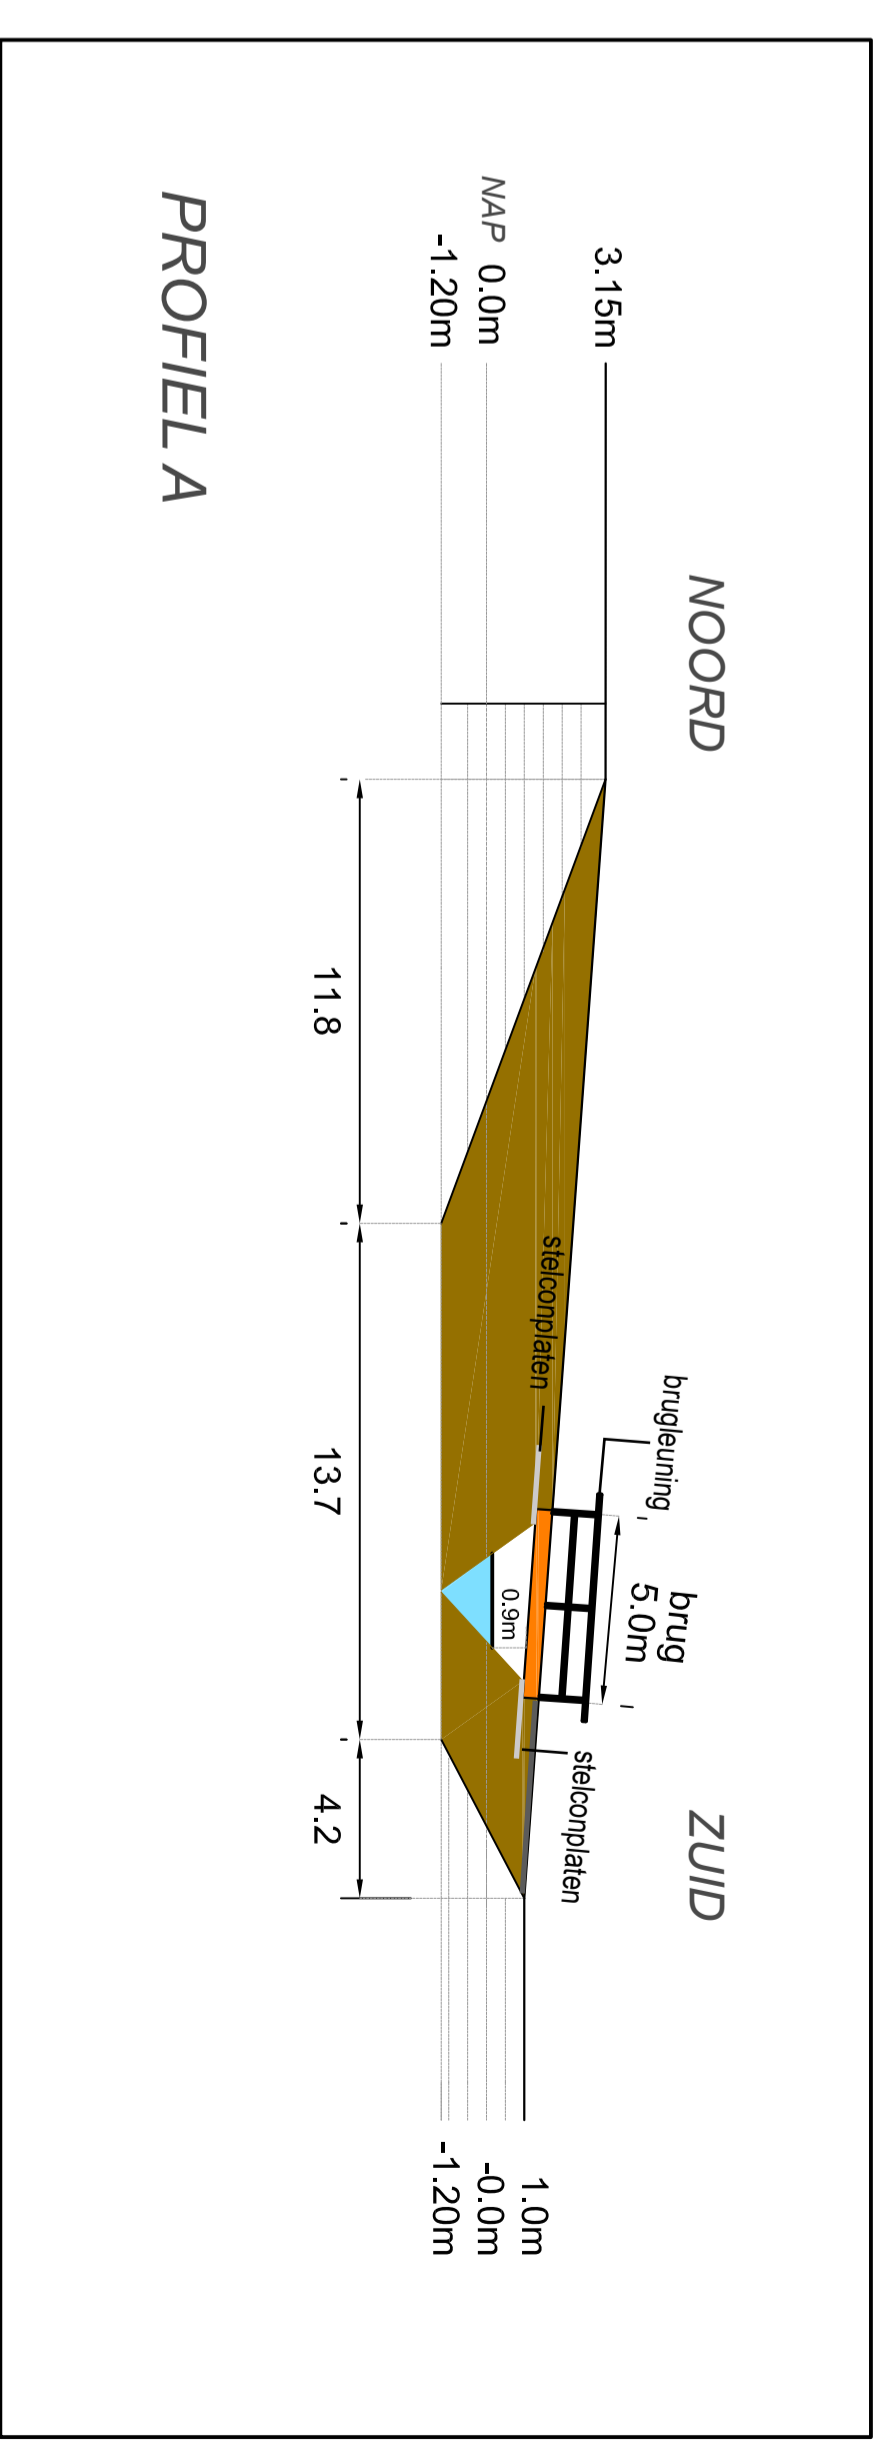 NOORD
ZUID
brug
5.0m
brugleuning
stelconplaten
stelconplaten
3.15m
NAP 0.0m
-1.20m
0.9m
1.0m
-0.0m
-1.20m
11.8
13.7
4.2
PROFIEL A